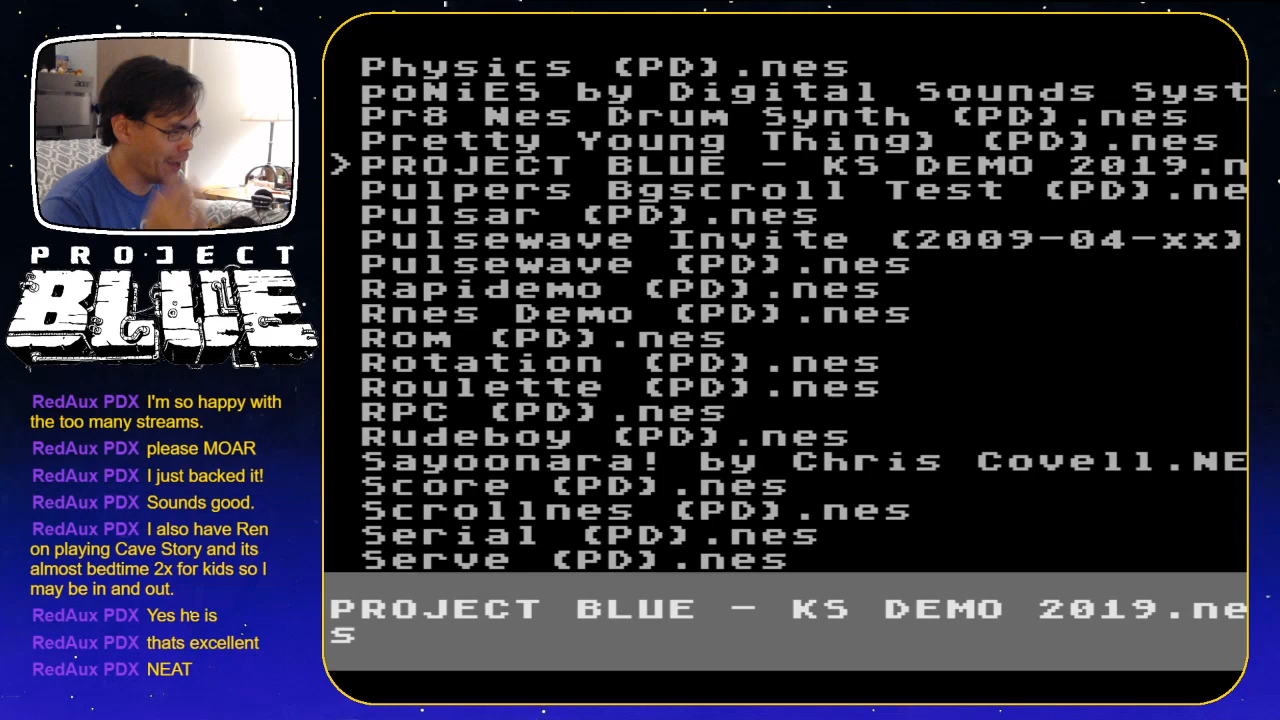 PROJECT
BLUE
RedAux PDX I'm so happy with
the too many streams.
RedAux PDX please MOAR
RedAux PDX I just backed it!
RedAux PDX Sounds good.
RedAux PDX I also have Ren
on playing Cave Story and its
almost bedtime 2x for kids so I
may be in and out.
RedAux PDX Yes he is
RedAux PDX thats excellent
RedAux PDX NEAT
Physics (PD).nes
poNiES by Digital Sounds Syst
Pr8 Nes Drum Synth (PD).nes
Pretty Young Thing) (PD).nes
>PROJECT BLUE - KS DEMO 2019.n
Pulpers Bgscroll Test (PD).ne
Pulsar (PD).nes
Pulsewave Invite (2009-04-xx)
Pulsewave (PD).nes
Rapidemo (PD).nes
Rnes Demo (PD).nes
Rom (PD).nes
Rotation (PD).nes
Roulette (PD).nes
RPC (PD).nes
Rudeboy (PD).nes
Sayoonara! by Chris Covell.NE
Score (PD).nes
Scrollnes (PD).nes
Serial (PD).nes
Serve (PD).nes
PROJECT BLUE - KS DEMO 2019.ne
s